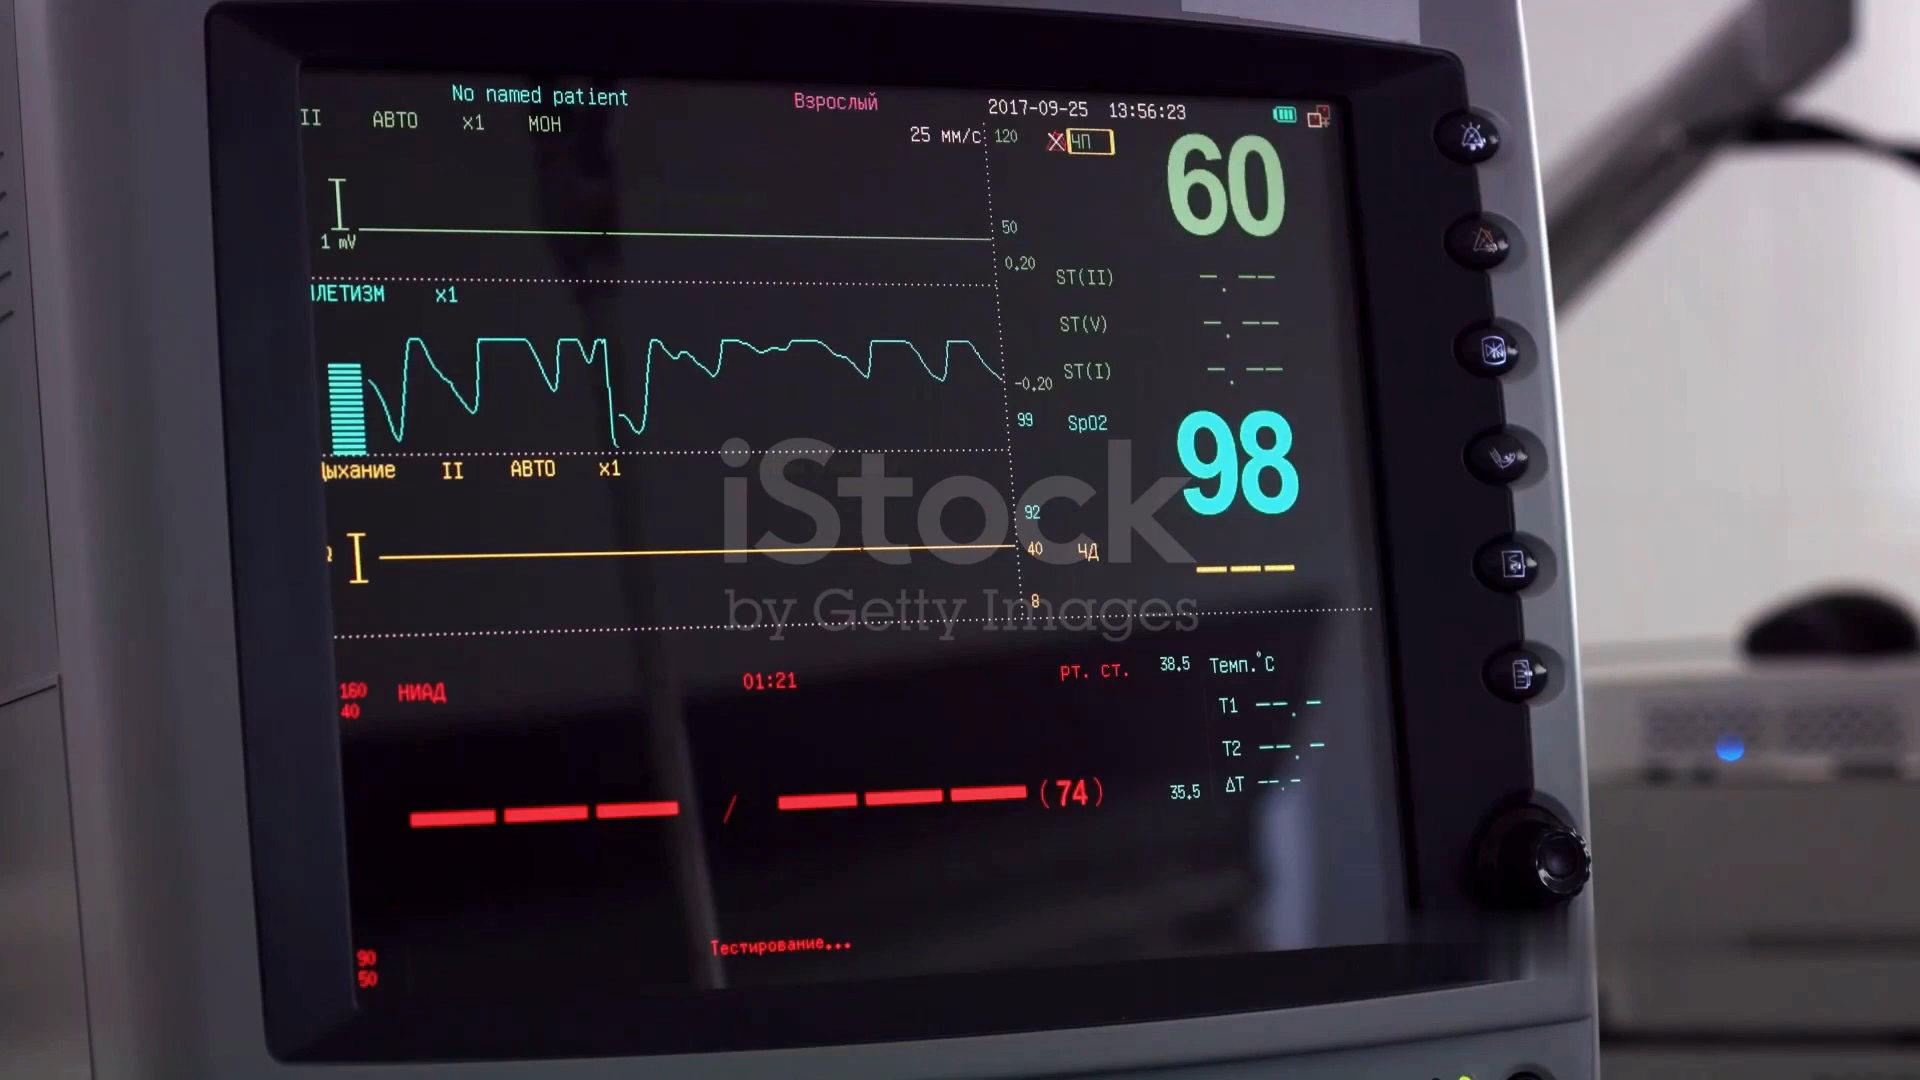 No named patient Взрослый 2017-09-25 13:56:23
II АВТО x1 МОН
25 мм/с 120 ЧП 60
1 mV
50
0.20 ST(II) -.--
ЛЕТИЗМ x1
ST(V) -.--
-0.20 ST(I) -.--
99 SpO2 98
ыхание II АВТО x1
92
40 ЧД ---
8
160 НИАД 01:21 РТ. СТ. 38.5 Темп.°C
40
T1 --.-
T2 --.-
35.5 ΔT --.-
--- / --- (74)
Тестирование...
90
50
iStock
by Getty Images